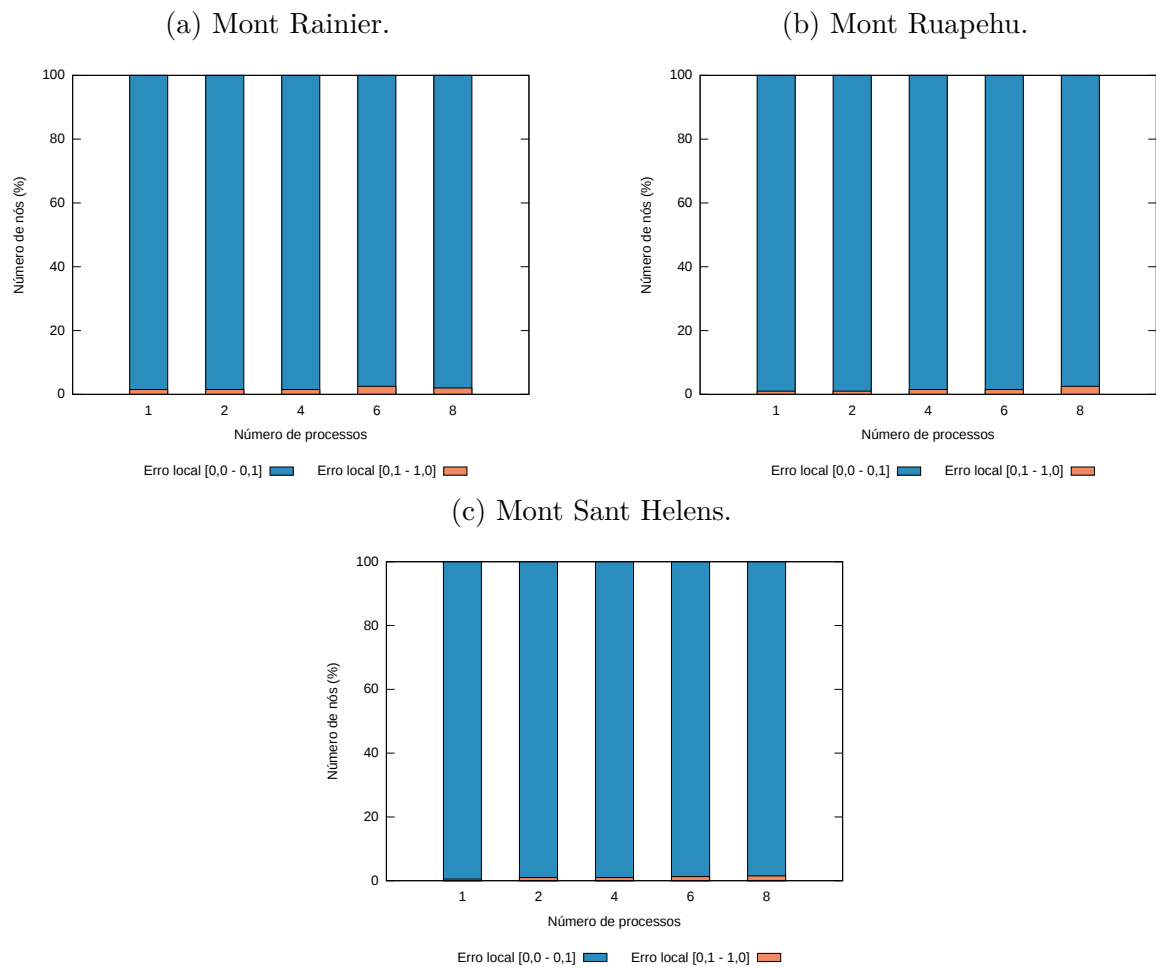 (a) Mont Rainier.
100
80
60
40
20
0
Número de nós (%)
1 2 4 6 8
Número de processos
Erro local [0,0 - 0,1] Erro local [0,1 - 1,0]
(b) Mont Ruapehu.
100
80
60
40
20
0
Número de nós (%)
1 2 4 6 8
Número de processos
Erro local [0,0 - 0,1] Erro local [0,1 - 1,0]
(c) Mont Sant Helens.
100
80
60
40
20
0
Número de nós (%)
1 2 4 6 8
Número de processos
Erro local [0,0 - 0,1] Erro local [0,1 - 1,0]